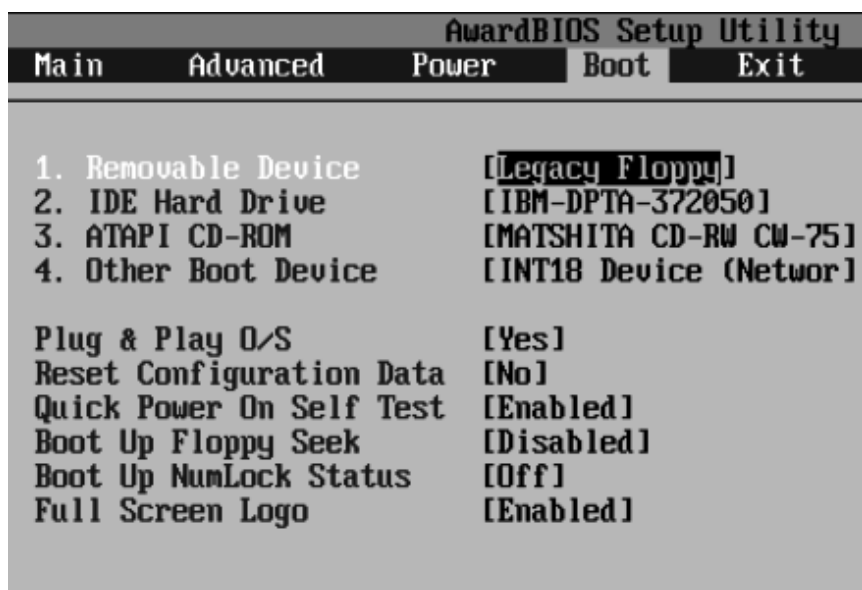 AwardBIOS Setup Utility
Main Advanced Power Boot Exit
1. Removable Device [Legacy Floppy]
2. IDE Hard Drive [IBM-DPTA-372050]
3. ATAPI CD-ROM [MATSHITA CD-RW CW-75]
4. Other Boot Device [INT18 Device (Networ]
Plug & Play O/S [Yes]
Reset Configuration Data [No]
Quick Power On Self Test [Enabled]
Boot Up Floppy Seek [Disabled]
Boot Up NumLock Status [Off]
Full Screen Logo [Enabled]